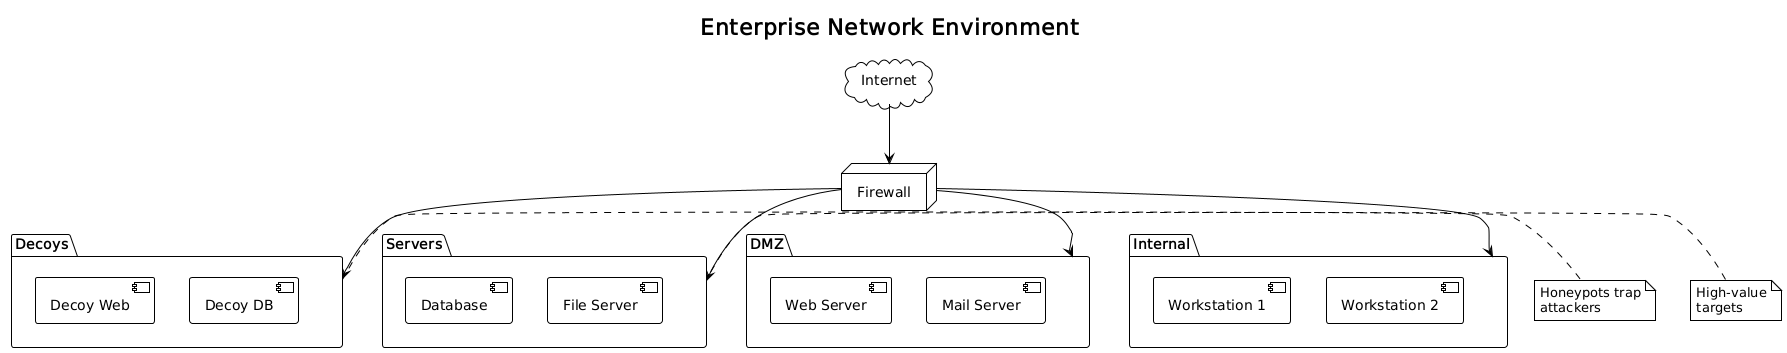 Enterprise Network Environment
Internet
Firewall
Decoys
Decoy Web
Decoy DB
Servers
Database
File Server
DMZ
Web Server
Mail Server
Internal
Workstation 1
Workstation 2
Honeypots trap
attackers
High-value
targets